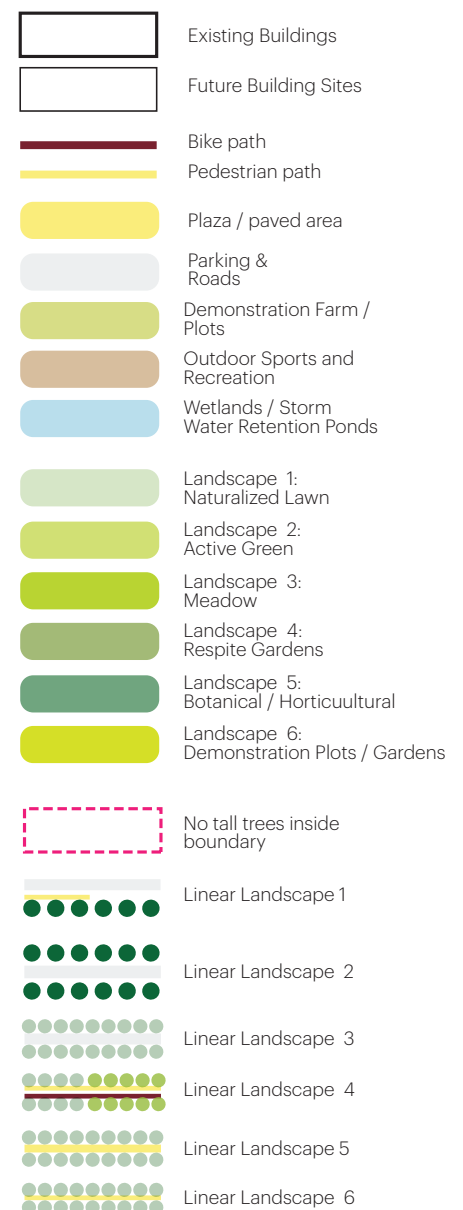 Existing Buildings
Future Building Sites
Bike path
Pedestrian path
Plaza / paved area
Parking &
Roads
Demonstration Farm /
Plots
Outdoor Sports and
Recreation
Wetlands / Storm
Water Retention Ponds
Landscape 1:
Naturalized Lawn
Landscape 2:
Active Green
Landscape 3:
Meadow
Landscape 4:
Respite Gardens
Landscape 5:
Botanical / Horticuultural
Landscape 6:
Demonstration Plots / Gardens
No tall trees inside
boundary
Linear Landscape 1
Linear Landscape 2
Linear Landscape 3
Linear Landscape 4
Linear Landscape 5
Linear Landscape 6